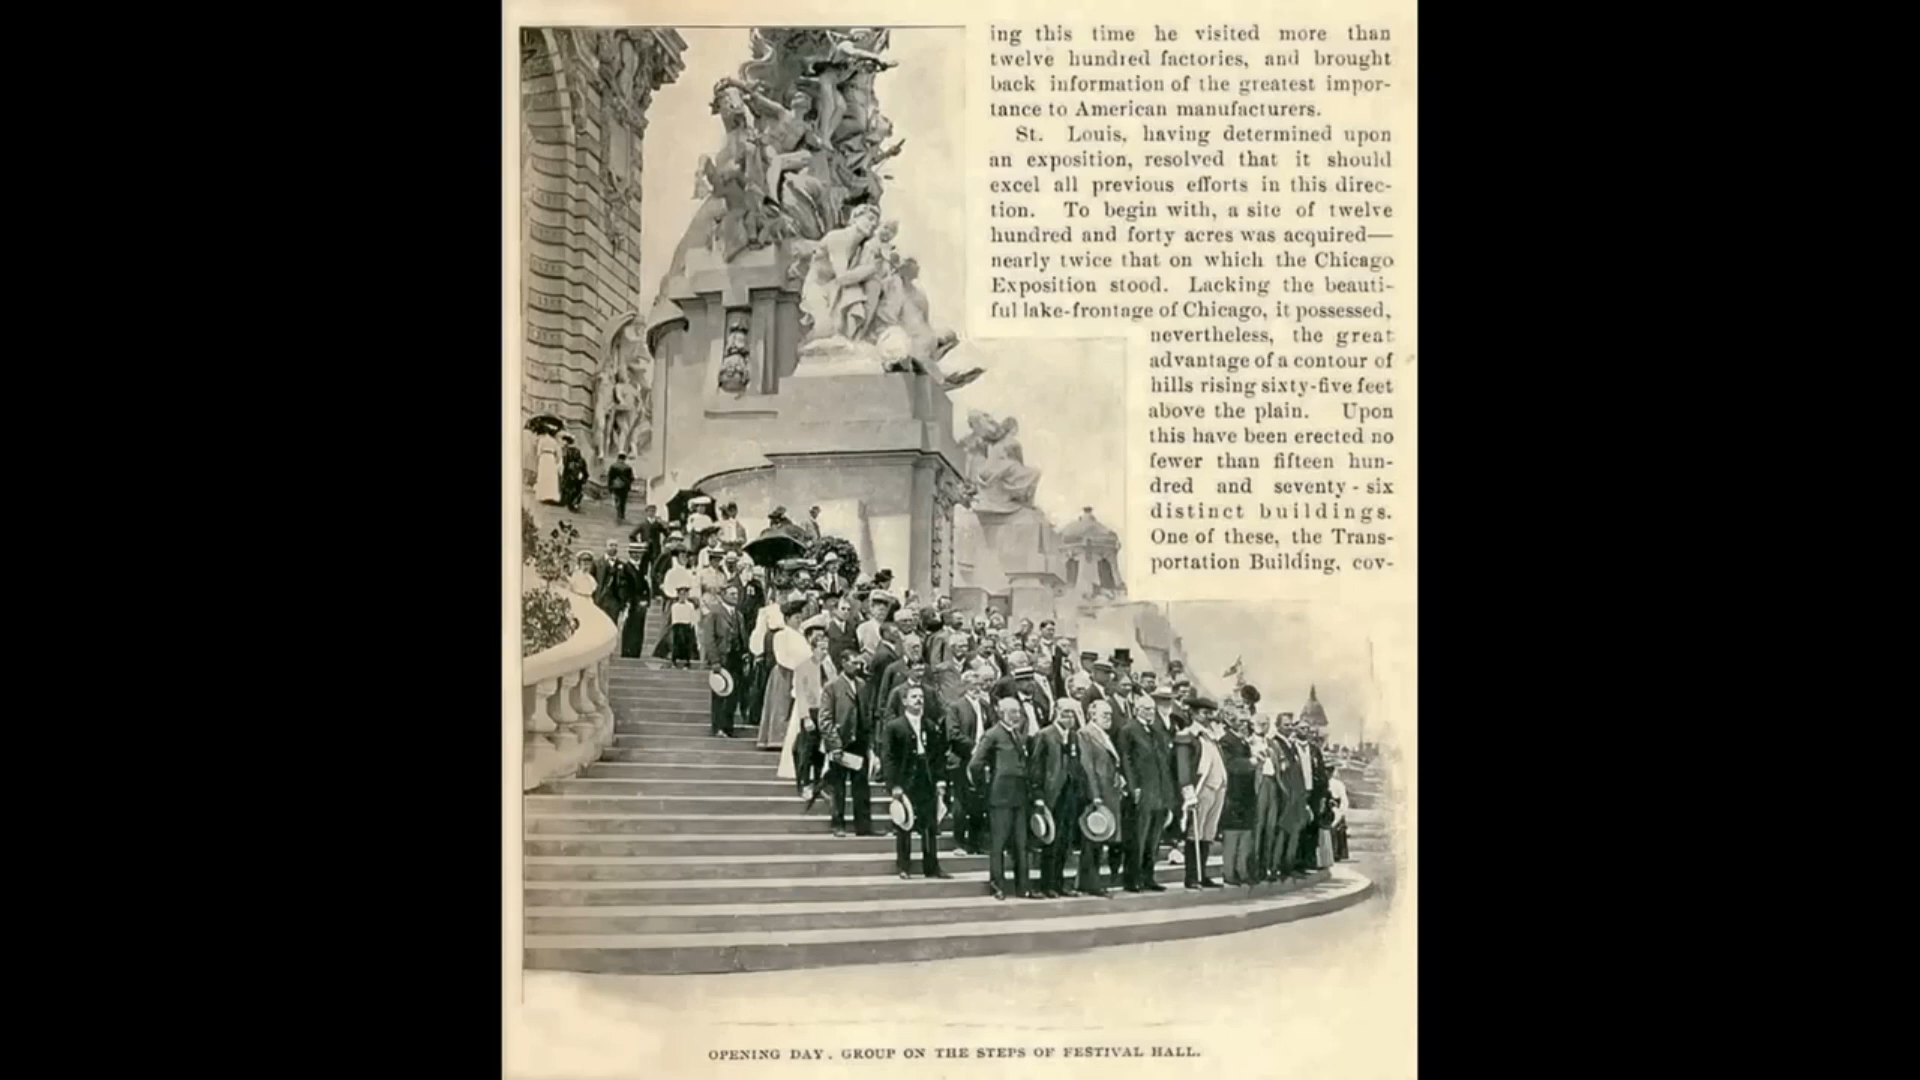 ing this time he visited more than
twelve hundred factories, and brought
back information of the greatest impor-
tance to American manufacturers.
St. Louis, having determined upon
an exposition, resolved that it should
excel all previous efforts in this direc-
tion. To begin with, a site of twelve
hundred and forty acres was acquired—
nearly twice that on which the Chicago
Exposition stood. Lacking the beauti-
ful lake-frontage of Chicago, it possessed,
nevertheless, the great
advantage of a contour of
hills rising sixty-five feet
above the plain. Upon
this have been erected no
fewer than fifteen hun-
dred and seventy-six
distinct buildings.
One of these, the Trans-
portation Building, cov-
OPENING DAY. GROUP ON THE STEPS OF FESTIVAL HALL.